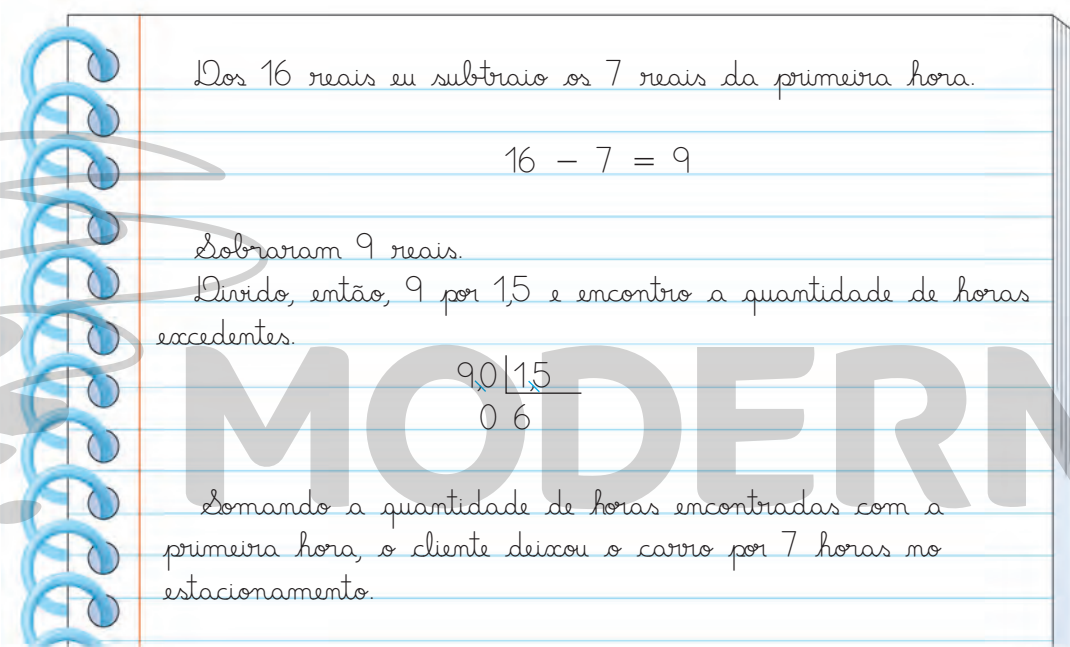 Dos 16 reais eu subtraio os 7 reais da primeira hora.
16 − 7 = 9
Sobraram 9 reais.
Divido, então, 9 por 1,5 e encontro a quantidade de horas
excedentes.
9,0 1,5
0 6
Somando a quantidade de horas encontradas com a
primeira hora, o cliente deixou o carro por 7 horas no
estacionamento.
MODERN